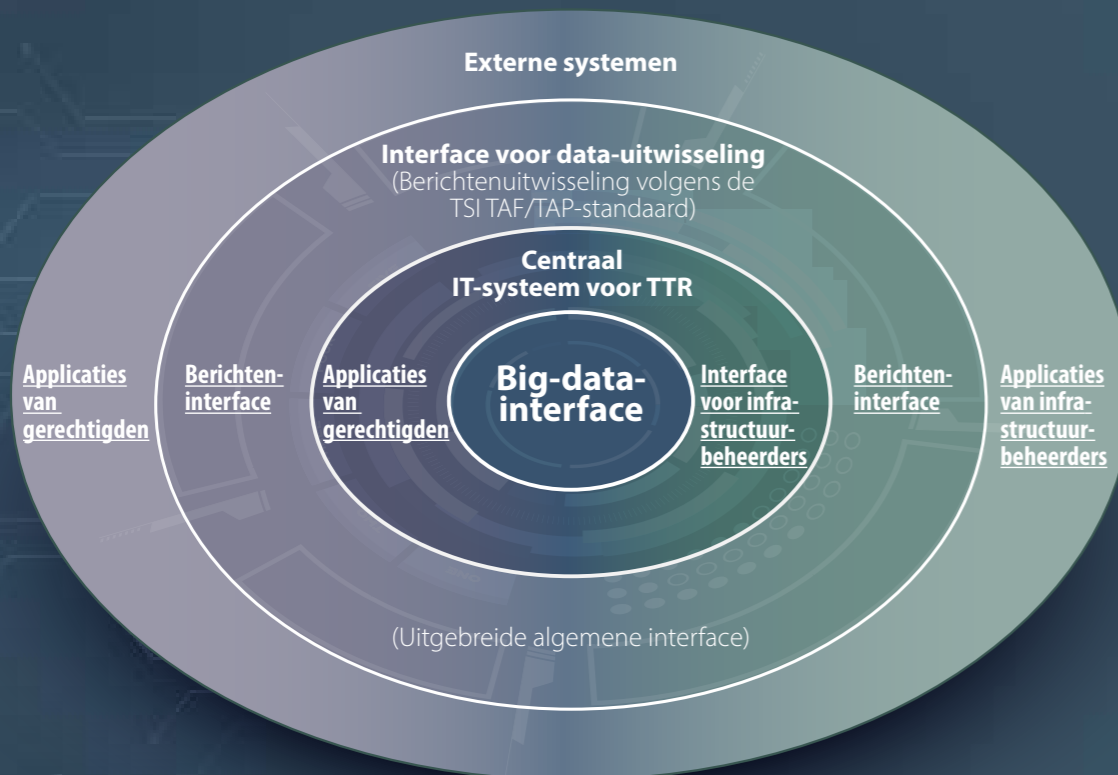 Externe systemen
Interface voor data-uitwisseling
(Berichtenuitwisseling volgens de
TSI TAF/TAP-standaard)
Centraal
IT-systeem voor TTR
Applicaties
van
gerechtigden
Berichten-
interface
Applicaties
van
gerechtigden
Big-data-
interface
Interface
voor infra-
structuur-
beheerders
Berichten-
interface
Applicaties
van infra-
structuur-
beheerders
(Uitgebreide algemene interface)